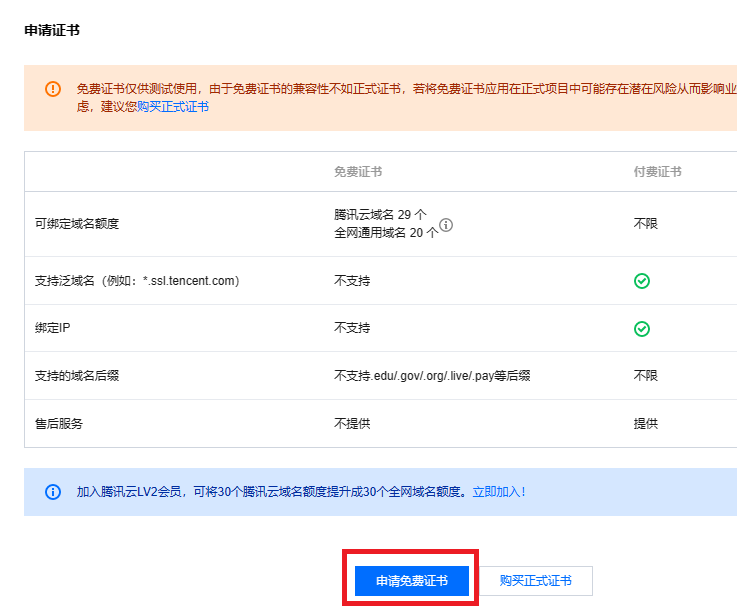 申请证书
免费证书仅供测试使用，由于免费证书的兼容性不如正式证书，若将免费证书应用在正式项目中可能存在潜在风险从而影响业
虑，建议您购买正式证书
免费证书 付费证书
可绑定域名额度 腾讯云域名 29 个 不限
全网通用域名 20 个
支持泛域名（例如：*.ssl.tencent.com） 不支持
绑定IP 不支持
支持的域名后缀 不支持.edu/.gov/.org/.live/.pay等后缀 不限
售后服务 不提供 提供
加入腾讯云LV2会员，可将30个腾讯云域名额度提升成30个全网域名额度。立即加入！
申请免费证书 购买正式证书